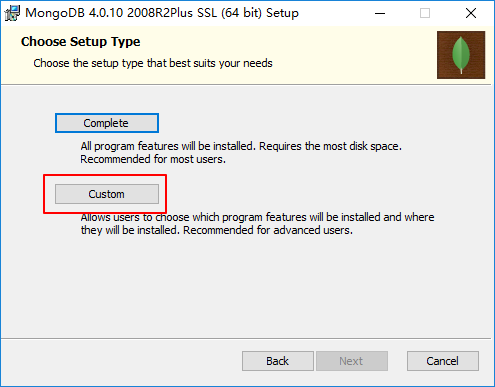 MongoDB 4.0.10 2008R2Plus SSL (64 bit) Setup
Choose Setup Type
Choose the setup type that best suits your needs
Complete
All program features will be installed. Requires the most disk space.
Recommended for most users.
Custom
Allows users to choose which program features will be installed and where
they will be installed. Recommended for advanced users.
Back
Next
Cancel